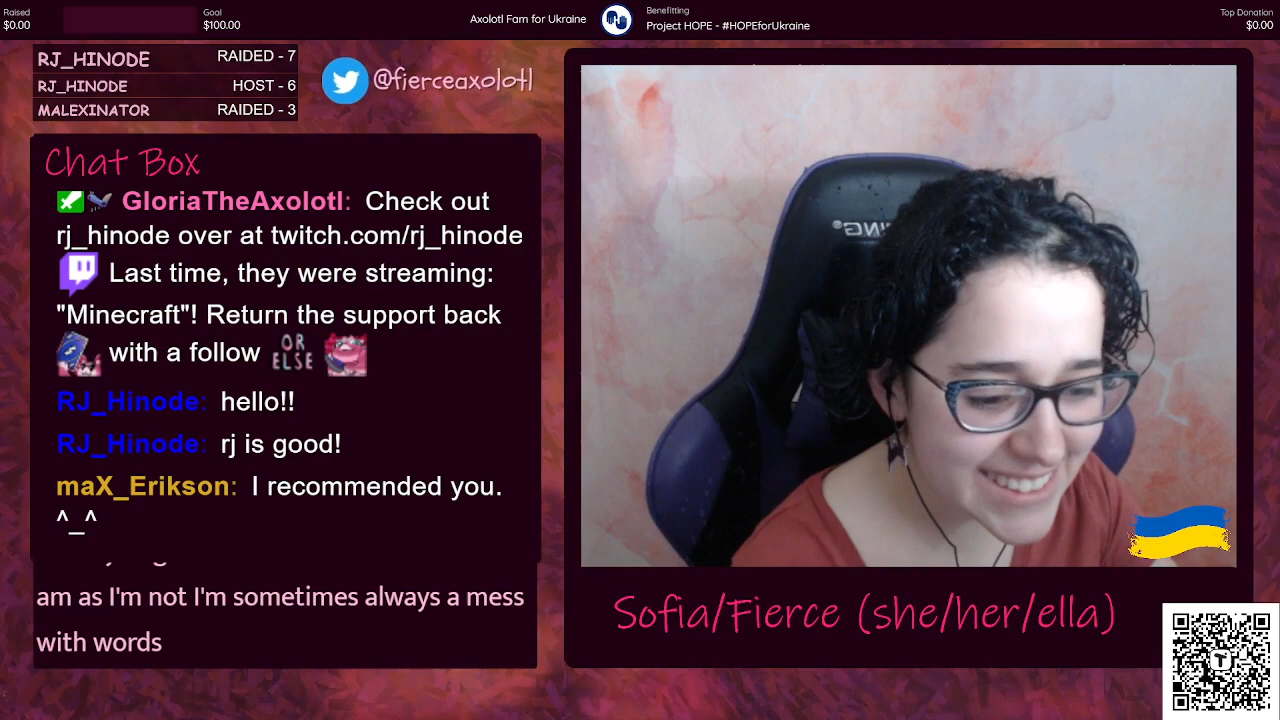 Raised
$0.00
Goal
$100.00
Axolotl Fam for Ukraine
Benefitting
Project HOPE - #HOPEforUkraine
Top Donation
$0.00
RJ_HINODE RAIDED - 7
RJ_HINODE HOST - 6
MALEXINATOR RAIDED - 3
@fierceaxolotl
Chat Box
GloriaTheAxolotl: Check out
rj_hinode over at twitch.com/rj_hinode
Last time, they were streaming:
"Minecraft"! Return the support back
with a follow OR ELSE
RJ_Hinode: hello!!
RJ_Hinode: rj is good!
maX_Erikson: I recommended you.
^_^
am as I'm not I'm sometimes always a mess
with words
Sofia/Fierce (she/her/ella)
T